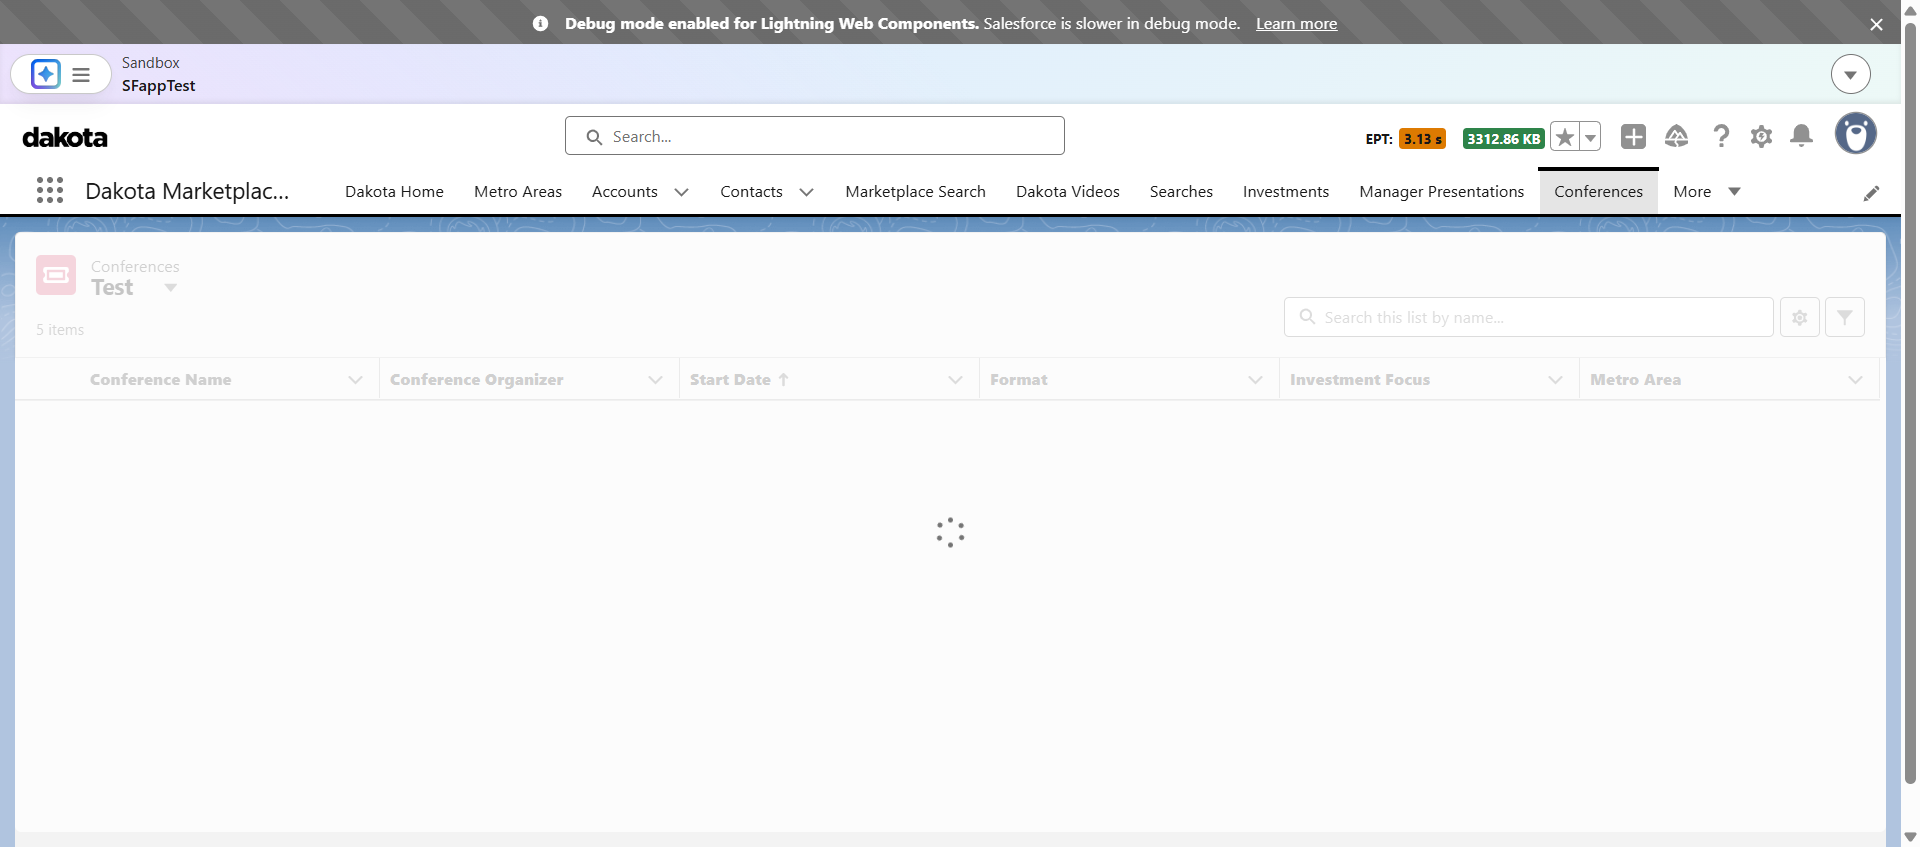 Debug mode enabled for Lightning Web Components. Salesforce is slower in debug mode. Learn more
Sandbox
SFappTest
dakota
Search...
EPT: 3.13 s 3312.86 KB
Dakota Marketplac...
Dakota Home
Metro Areas
Accounts
Contacts
Marketplace Search
Dakota Videos
Searches
Investments
Manager Presentations
Conferences
More
Conferences
Test
5 items
Search this list by name...
Conference Name
Conference Organizer
Start Date
Format
Investment Focus
Metro Area